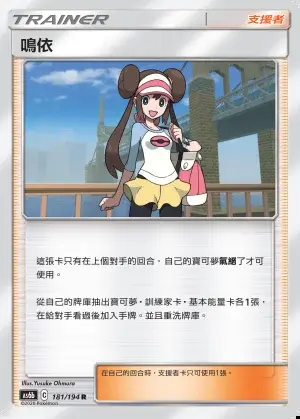 TRAINER 支援者
鳴依
這張卡只有在上個對手的回合，自己的寶可夢氣絕了才可
使用。
從自己的牌庫抽出寶可夢・訓練家卡・基本能量卡各1張，
在給對手看過後加入手牌。並且重洗牌庫。
Illus.Yusuke Ohmura
在自己的回合時，支援者卡只可使用1張。
AS6b C 181/194 R